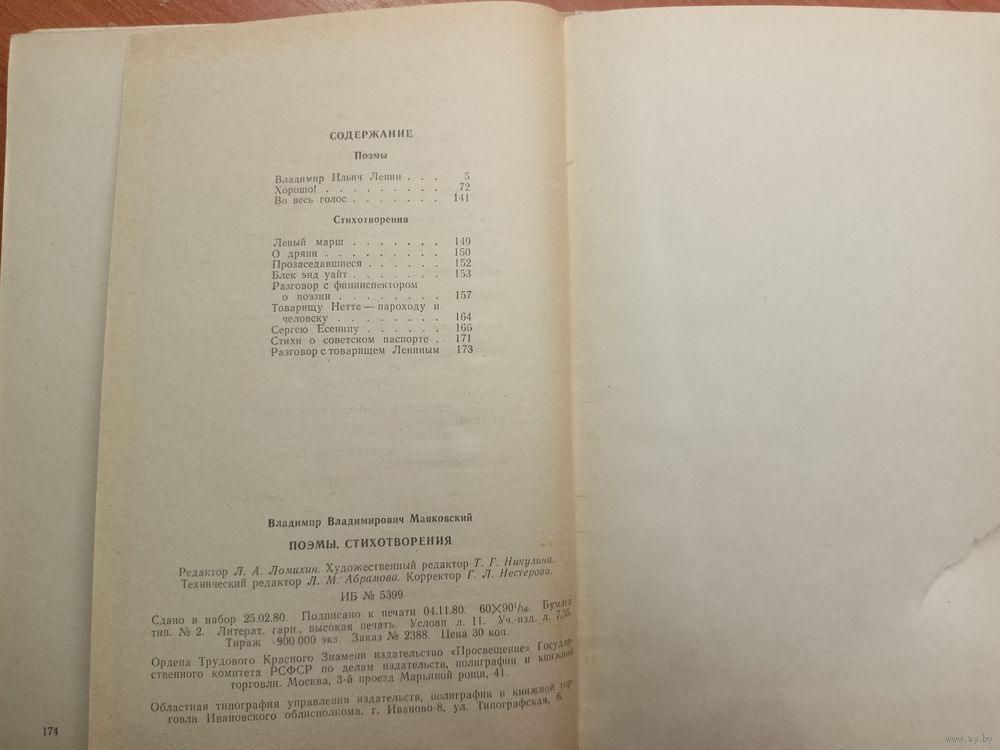 СОДЕРЖАНИЕ
Поэмы
Владимир Ильич Ленин . . . 5
Хорошо! . . . . . . . . . 72
Во весь голос . . . . . . . 141
Стихотворения
Левый марш . . . . . . . 149
О дряни . . . . . . . . . 150
Прозаседавшиеся . . . . . . 152
Блек энд уайт . . . . . . . 153
Разговор с фининспектором
о поэзии . . . . . . . . 157
Товарищу Нетте — пароходу и
человеку . . . . . . . . 164
Сергею Есенину . . . . . . 166
Стихи о советском паспорте . 171
Разговор с товарищем Лениным 173
Владимир Владимирович Маяковский
ПОЭМЫ. СТИХОТВОРЕНИЯ
Редактор Л. А. Ломихин. Художественный редактор Т. Г. Никулина.
Технический редактор Л. М. Абрамова. Корректор Г. Л. Нестерова.
ИБ № 5399
Сдано в набор 25.02.80. Подписано к печати 04.11.80. 60×90¹/₁₆. Бумага
тип. № 2. Литерат. гарн., высокая печать. Условн л. 11. Уч.-изд. л. 7,55.
Тираж 900 000 экз. Заказ № 2388. Цена 30 коп.
Ордена Трудового Красного Знамени издательство «Просвещение» Государ-
ственного комитета РСФСР по делам издательств, полиграфии и книжной
торговли. Москва, 3-й проезд Марьиной рощи, 41.
Областная типография управления издательств, полиграфии и книжной тор-
говли Ивановского облисполкома, г. Иваново-8, ул. Типографская, 6.
174
www.ay.by